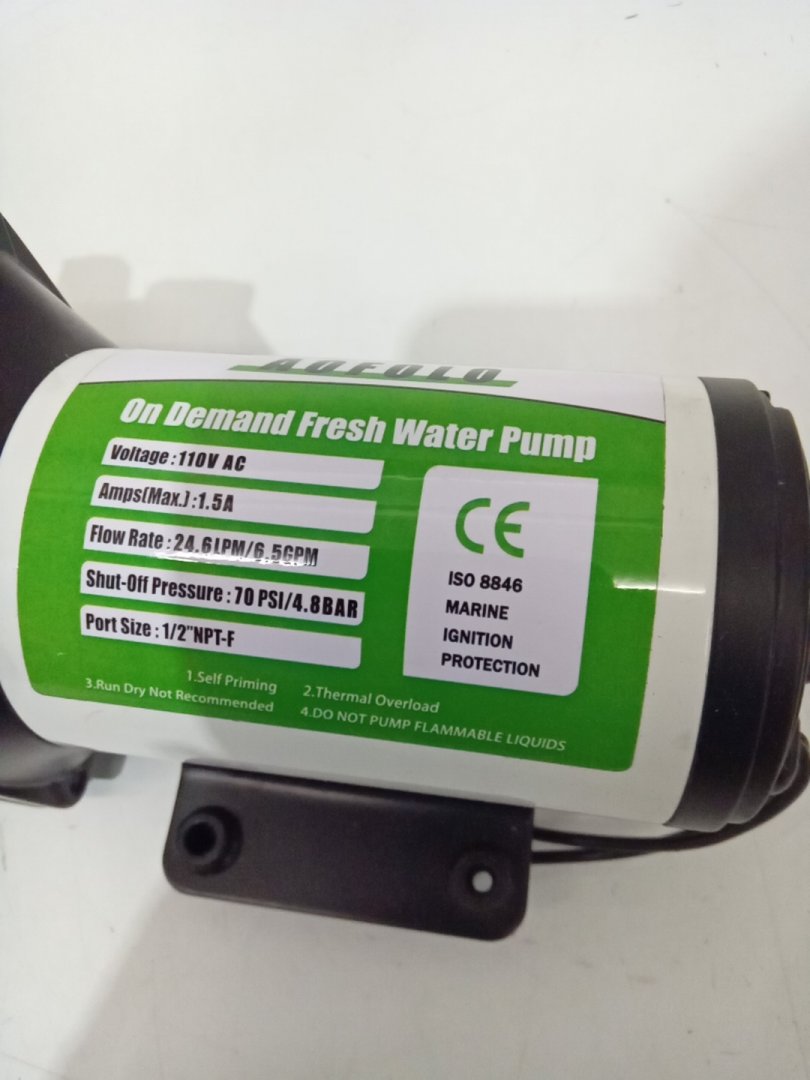 AOFOLO
On Demand Fresh Water Pump
Voltage : 110V AC
Amps(Max.) : 1.5A
Flow Rate : 24.6LPM/6.5GPM
Shut-Off Pressure : 70 PSI/4.8BAR
Port Size : 1/2"NPT-F
CE
ISO 8846
MARINE
IGNITION
PROTECTION
1.Self Priming
2.Thermal Overload
3.Run Dry Not Recommended
4.DO NOT PUMP FLAMMABLE LIQUIDS